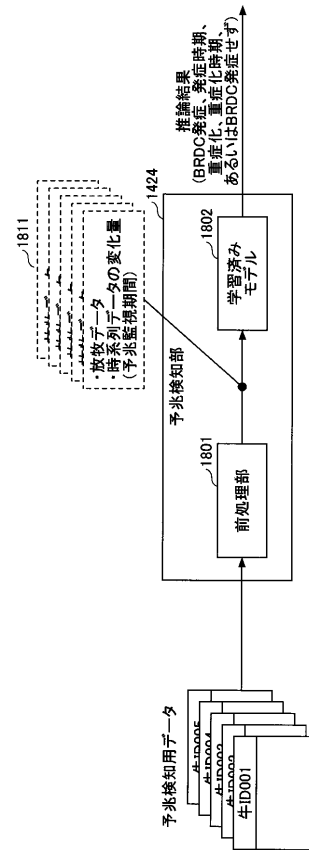 予兆検知用データ
牛ID005
牛ID004
牛ID003
牛ID002
牛ID001
1811
・放牧データ
・時系列データの変化量
(予兆監視期間)
1424
予兆検知部
1801
前処理部
1802
学習済み
モデル
推論結果
(BRDC発症、発症時期、
重症化、重症化時期、
あるいはBRDC発症せず)